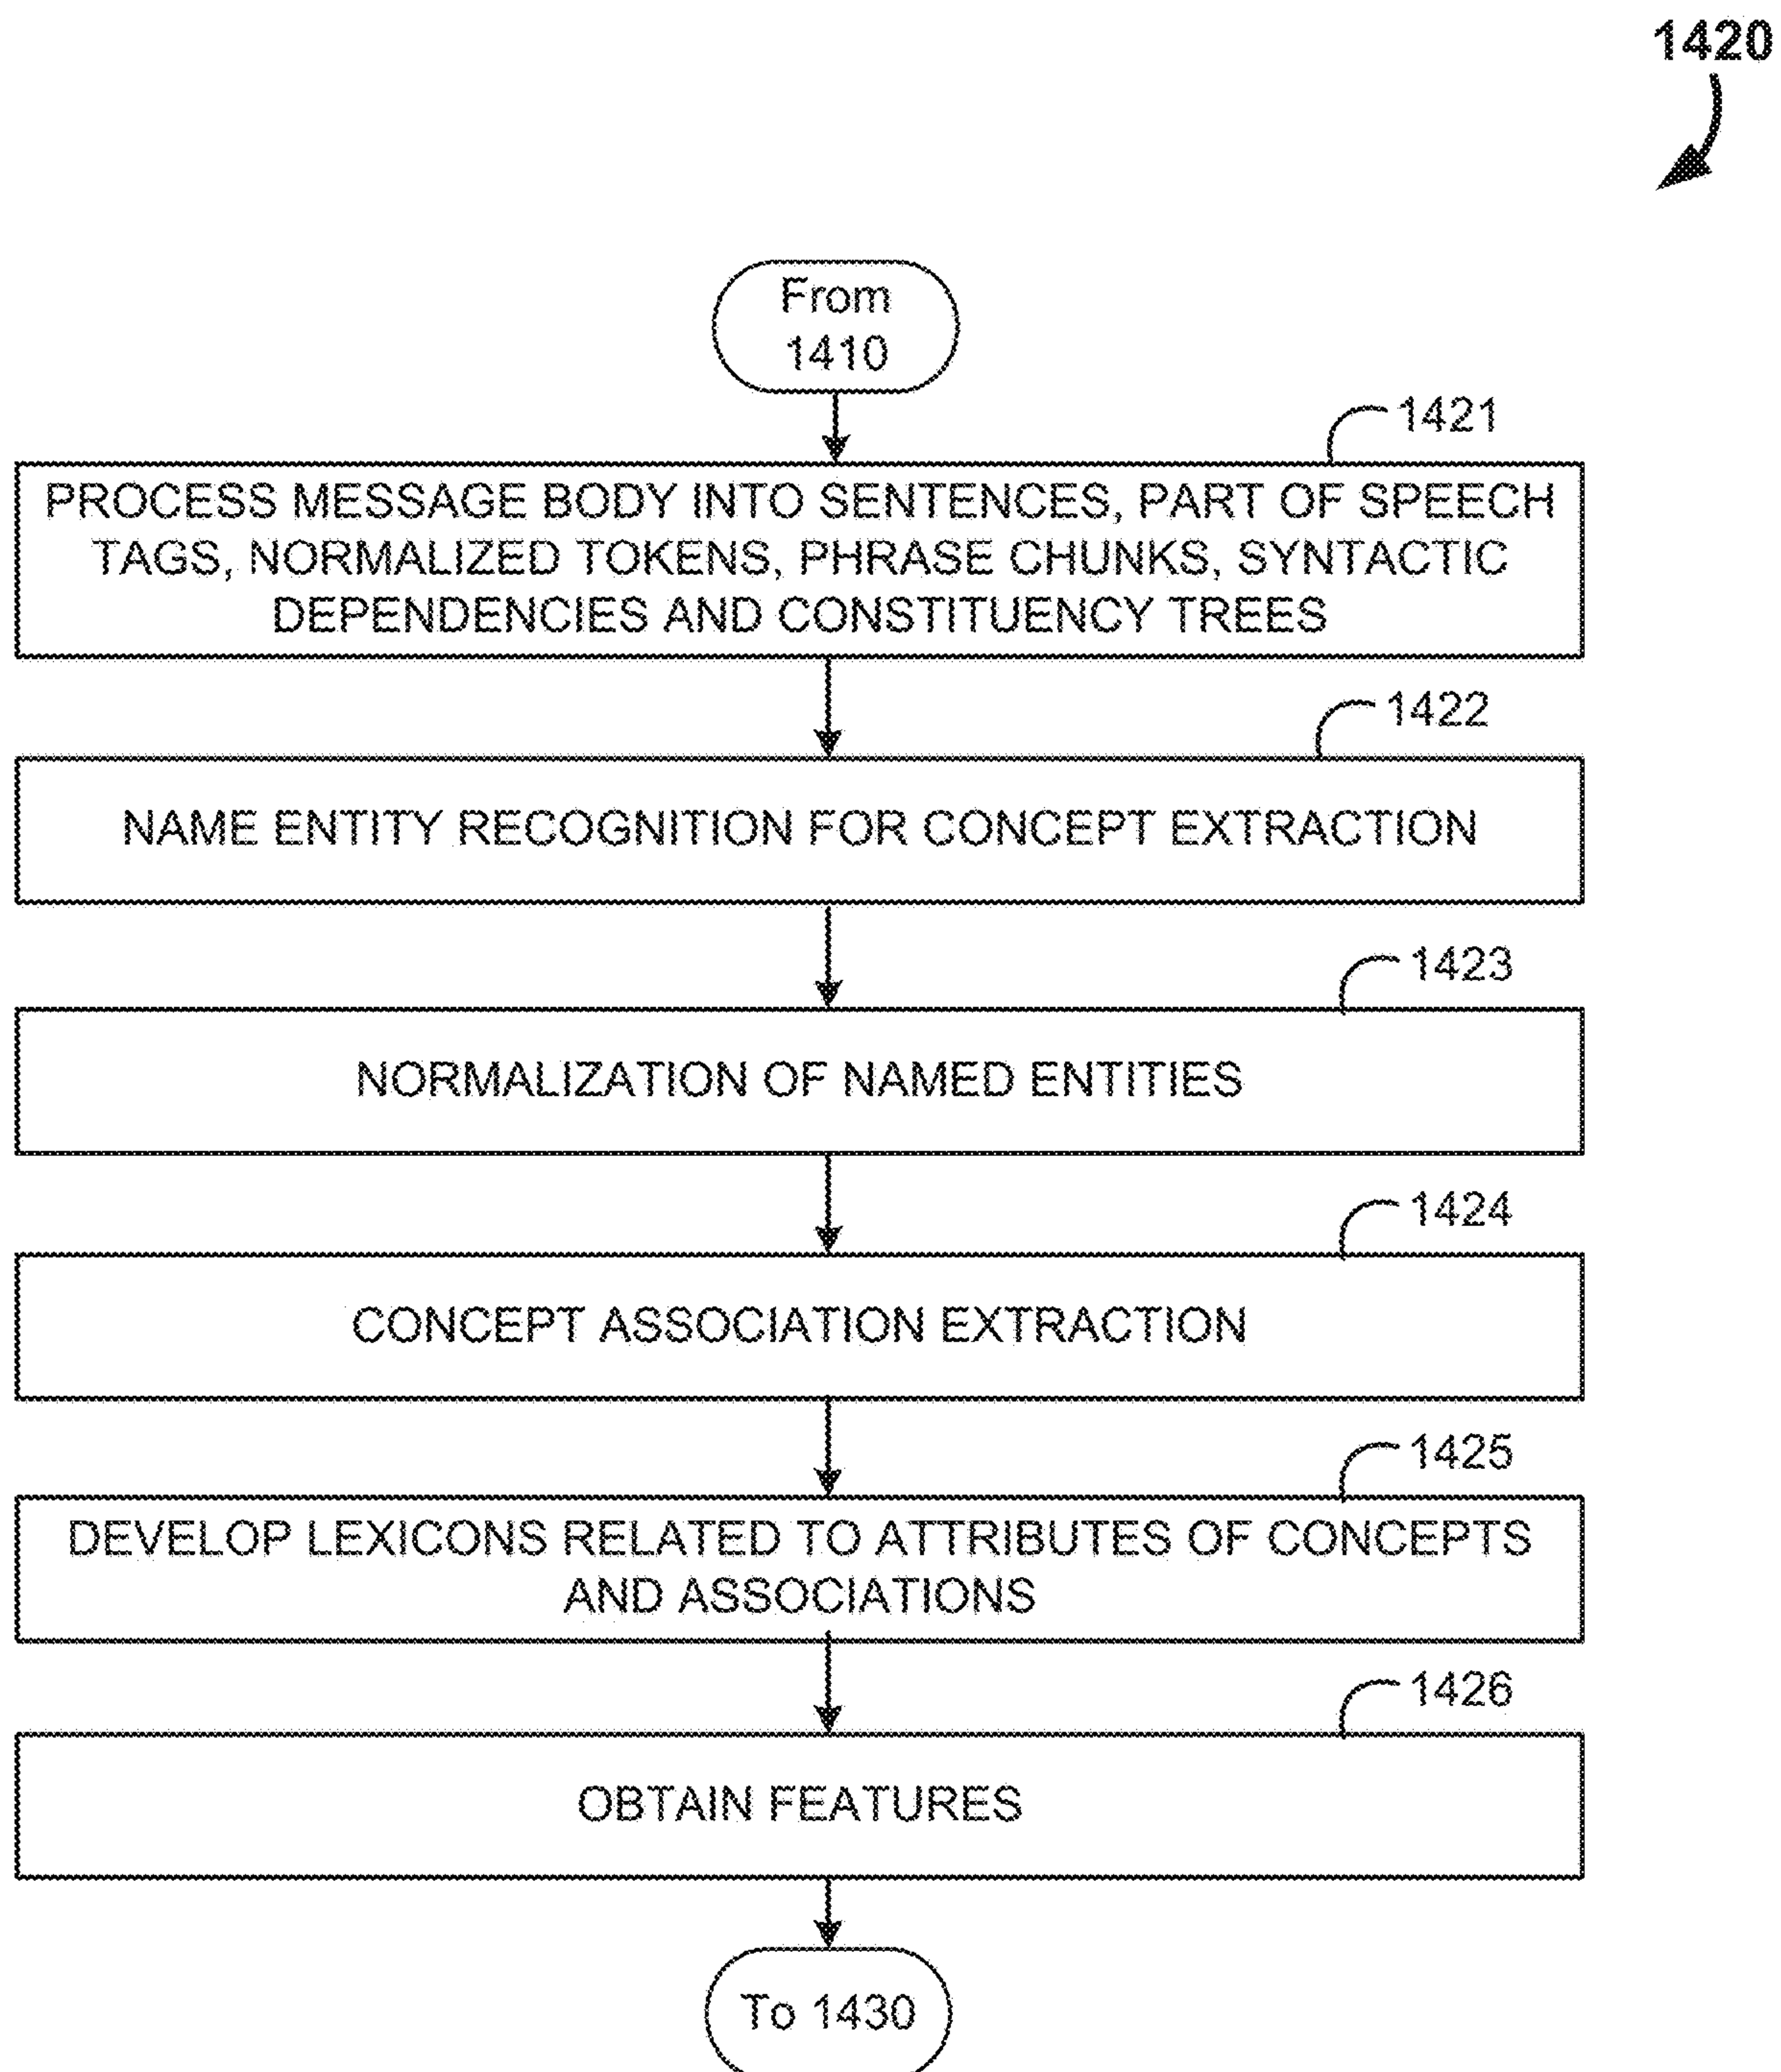 1420
From
1410
1421
PROCESS MESSAGE BODY INTO SENTENCES, PART OF SPEECH
TAGS, NORMALIZED TOKENS, PHRASE CHUNKS, SYNTACTIC
DEPENDENCIES AND CONSTITUENCY TREES
1422
NAME ENTITY RECOGNITION FOR CONCEPT EXTRACTION
1423
NORMALIZATION OF NAMED ENTITIES
1424
CONCEPT ASSOCIATION EXTRACTION
1425
DEVELOP LEXICONS RELATED TO ATTRIBUTES OF CONCEPTS
AND ASSOCIATIONS
1426
OBTAIN FEATURES
To 1430